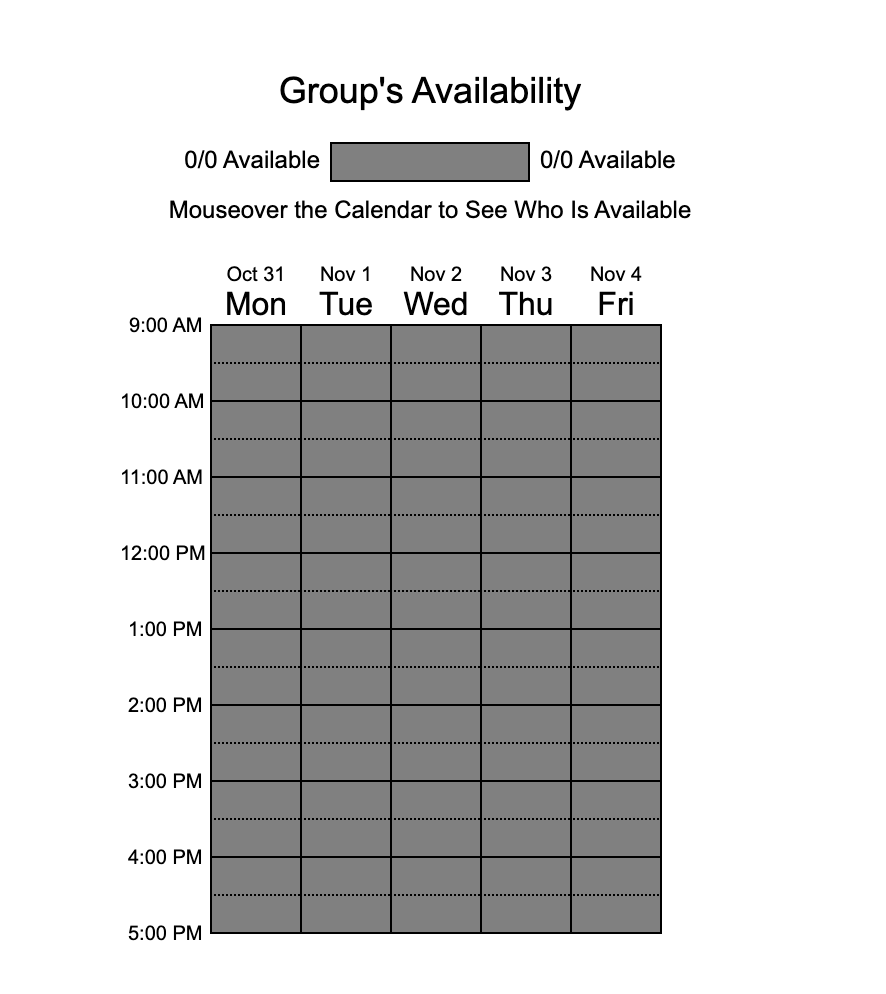 Group's Availability
0/0 Available 0/0 Available
Mouseover the Calendar to See Who Is Available
Oct 31 Nov 1 Nov 2 Nov 3 Nov 4
Mon Tue Wed Thu Fri
9:00 AM
10:00 AM
11:00 AM
12:00 PM
1:00 PM
2:00 PM
3:00 PM
4:00 PM
5:00 PM